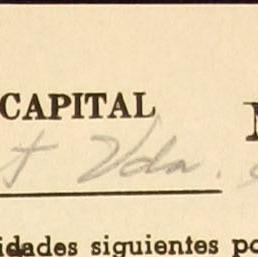 CAPITAL
t Vda.
idades siguientes po